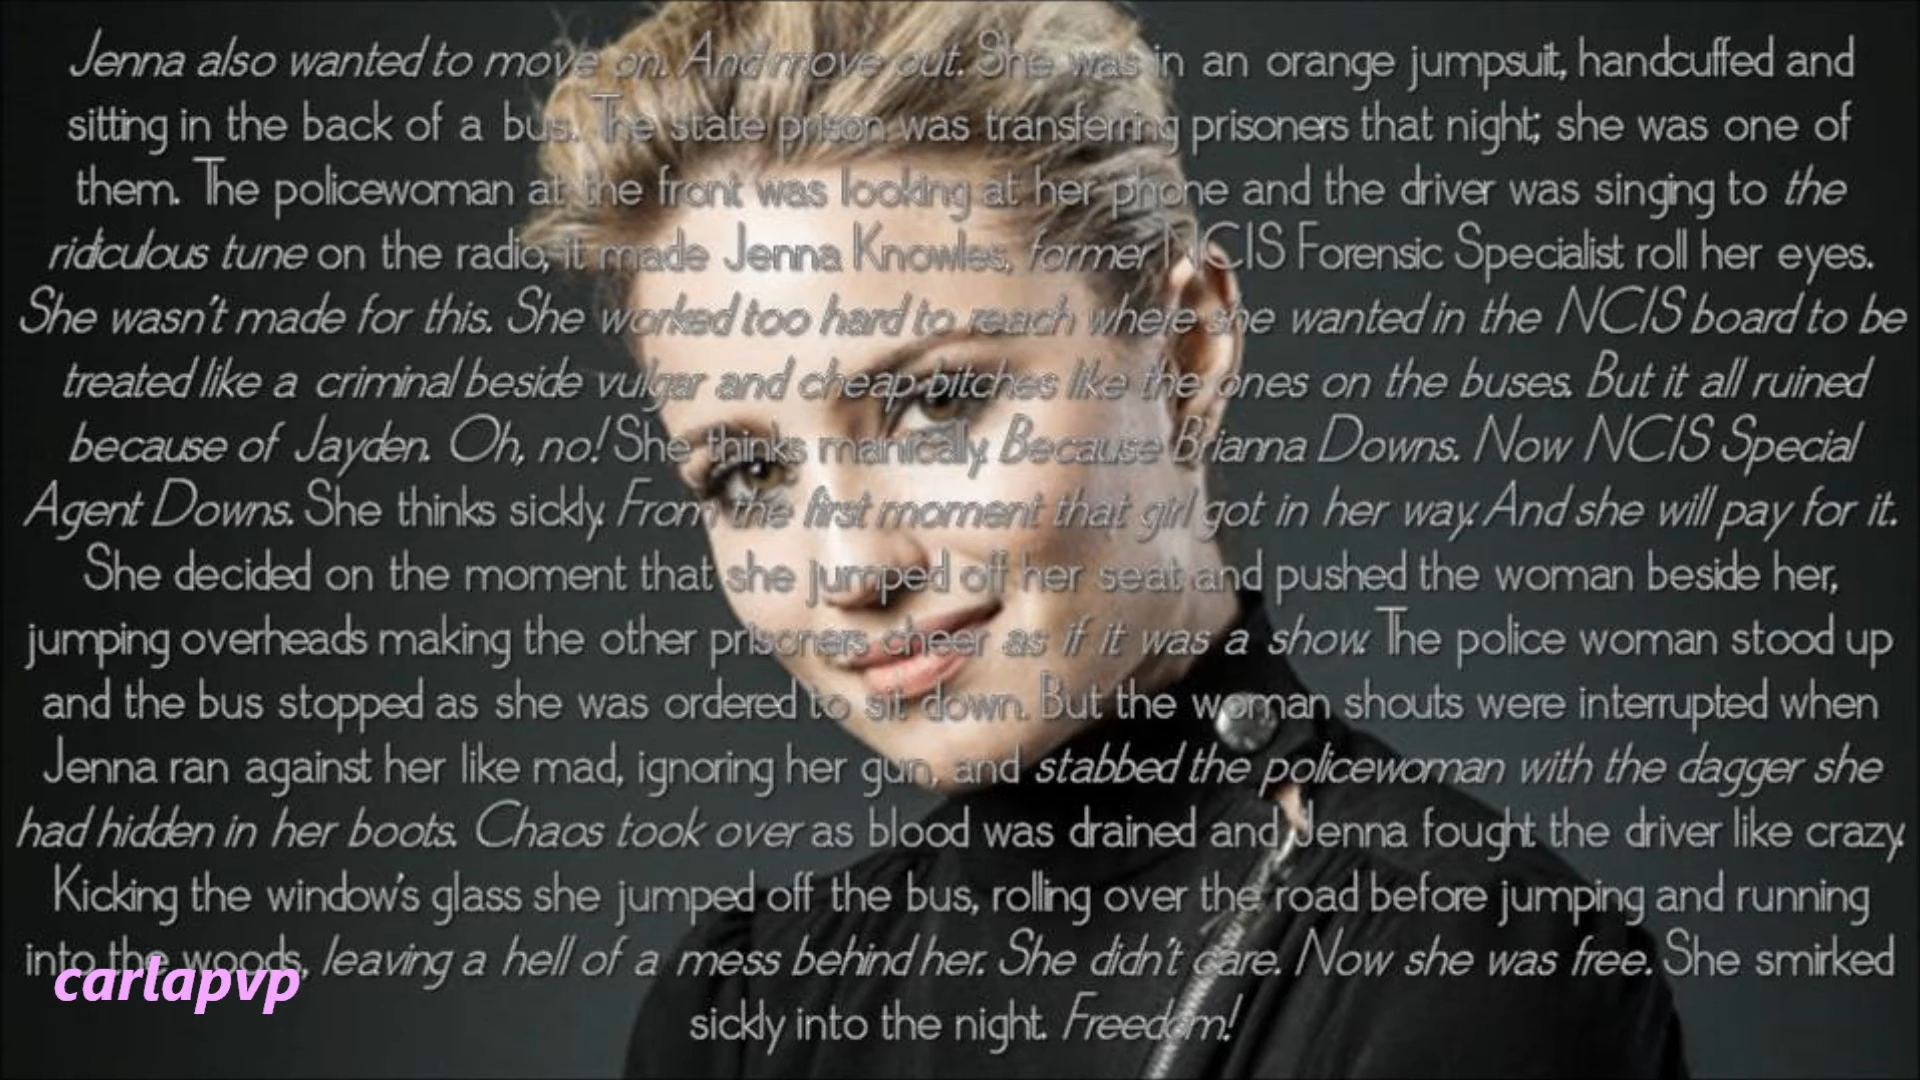 Jenna also wanted to move on. And move out. She was in an orange jumpsuit, handcuffed and
sitting in the back of a bus. The state prison was transferring prisoners that night; she was one of
them. The policewoman at the front was looking at her phone and the driver was singing to the
ridiculous tune on the radio, it made Jenna Knowles, former NCIS Forensic Specialist roll her eyes.
She wasn't made for this. She worked too hard to reach where she wanted in the NCIS board to be
treated like a criminal beside vulgar and cheap bitches like the ones on the buses. But it all ruined
because of Jayden. Oh, no! She thinks manically. Because Brianna Downs. Now NCIS Special
Agent Downs. She thinks sickly. From the first moment that girl got in her way. And she will pay for it.
She decided on the moment that she jumped off her seat and pushed the woman beside her,
jumping overheads making the other prisoners cheer as if it was a show. The police woman stood up
and the bus stopped as she was ordered to sit down. But the woman shouts were interrupted when
Jenna ran against her like mad, ignoring her gun, and stabbed the policewoman with the dagger she
had hidden in her boots. Chaos took over as blood was drained and Jenna fought the driver like crazy.
Kicking the window's glass she jumped off the bus, rolling over the road before jumping and running
into the woods, leaving a hell of a mess behind her. She didn't care. Now she was free. She smirked
sickly into the night. Freedom!
carlapvp